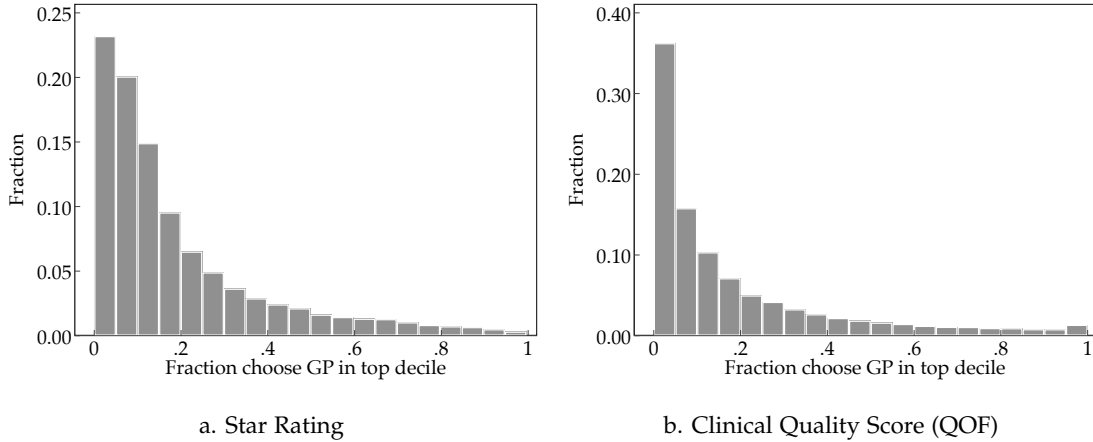 0.25
0.20
0.15
0.10
0.05
0.00
Fraction
0 .2 .4 .6 .8 1
Fraction choose GP in top decile
a. Star Rating
0.40
0.30
0.20
0.10
0.00
Fraction
0 .2 .4 .6 .8 1
Fraction choose GP in top decile
b. Clinical Quality Score (QOF)